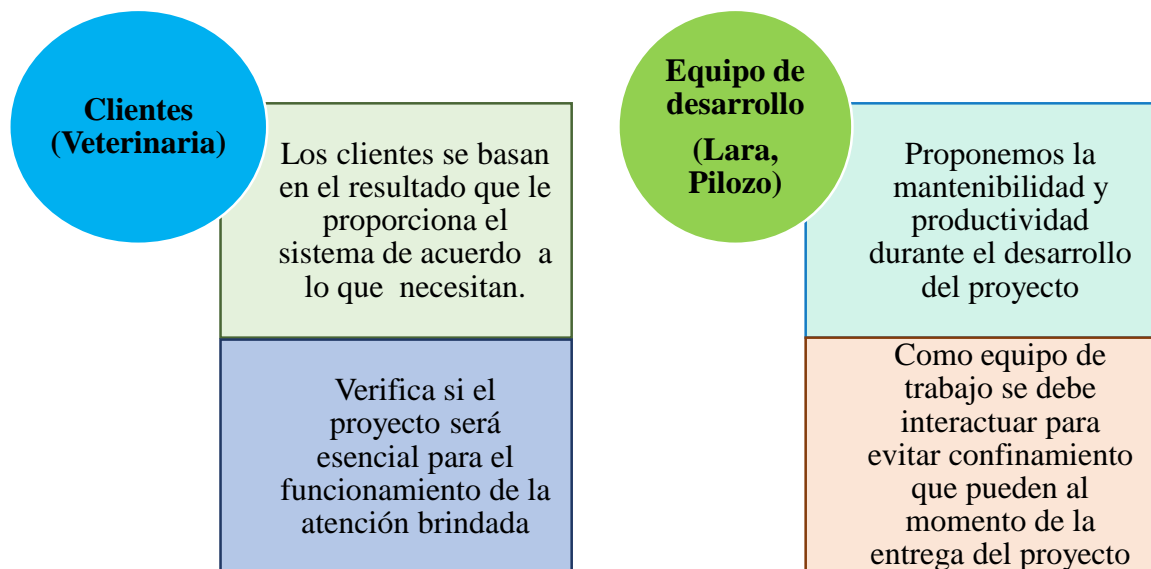 Clientes
(Veterinaria)
Los clientes se basan
en el resultado que le
proporciona el
sistema de acuerdo a
lo que necesitan.
Verifica si el
proyecto será
esencial para el
funcionamiento de la
atención brindada
Equipo de
desarrollo
(Lara,
Pilozo)
Proponemos la
mantenibilidad y
productividad
durante el desarrollo
del proyecto
Como equipo de
trabajo se debe
interactuar para
evitar confinamiento
que pueden al
momento de la
entrega del proyecto